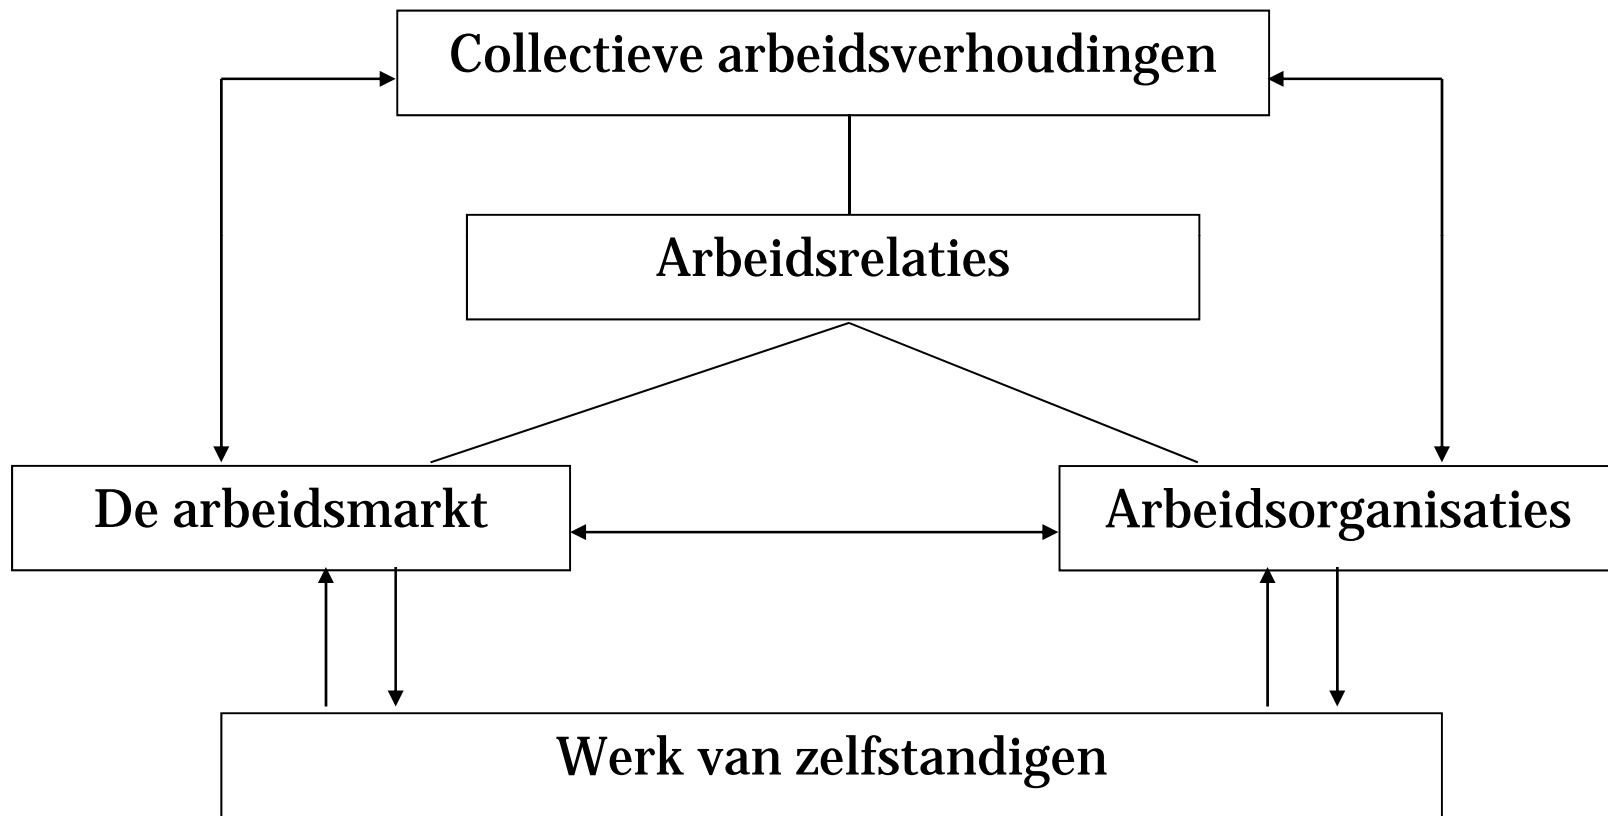 Collectieve arbeidsverhoudingen
Arbeidsrelaties
De arbeidsmarkt
Arbeidsorganisaties
Werk van zelfstandigen